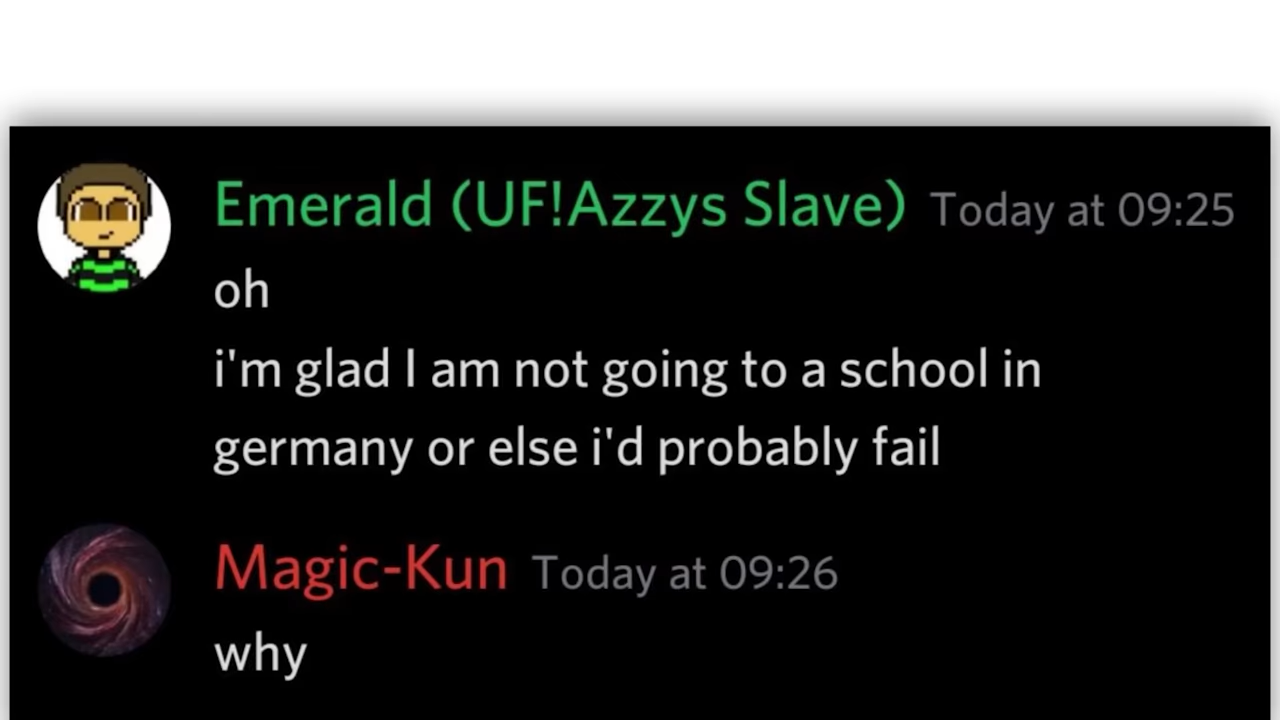 Emerald (UF!Azzys Slave) Today at 09:25
oh
i'm glad I am not going to a school in
germany or else i'd probably fail
Magic-Kun Today at 09:26
why